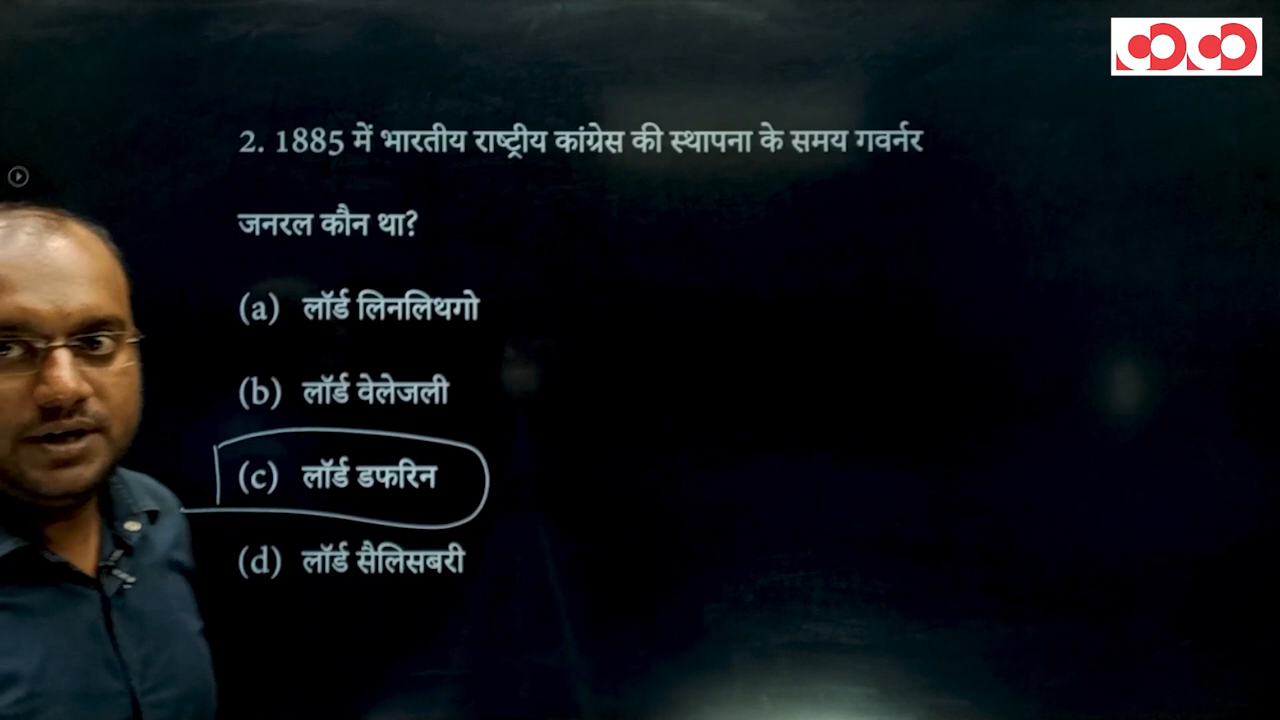 2. 1885 में भारतीय राष्ट्रीय कांग्रेस की स्थापना के समय गवर्नर
जनरल कौन था?
(a) लॉर्ड लिनलिथगो
(b) लॉर्ड वेलेजली
(c) लॉर्ड डफरिन
(d) लॉर्ड सैलिसबरी